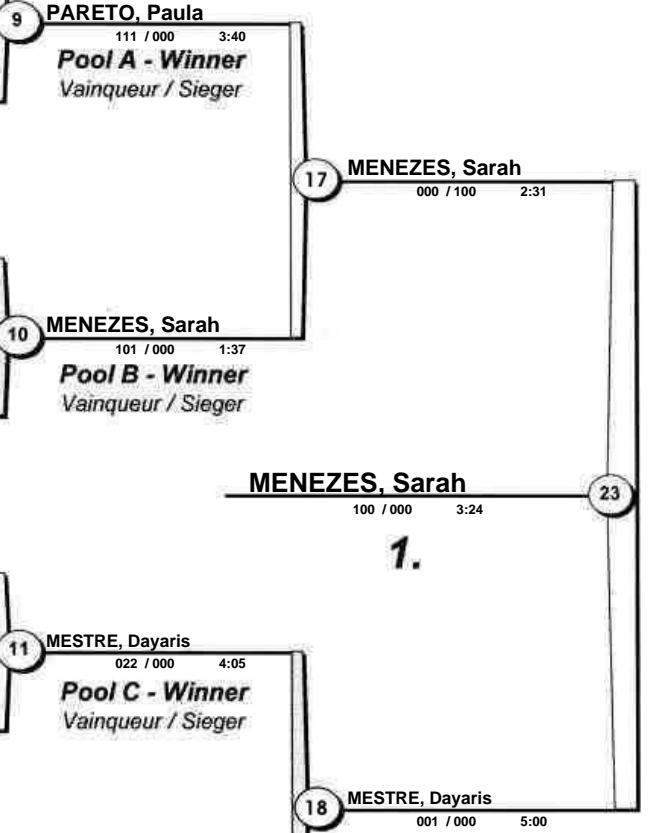 9 PARETO, Paula
111 / 000 3:40
Pool A - Winner
Vainqueur / Sieger
17 MENEZES, Sarah
000 / 100 2:31
10 MENEZES, Sarah
101 / 000 1:37
Pool B - Winner
Vainqueur / Sieger
MENEZES, Sarah 23
100 / 000 3:24
1.
11 MESTRE, Dayaris
022 / 000 4:05
Pool C - Winner
Vainqueur / Sieger
18 MESTRE, Dayaris
001 / 000 5:00